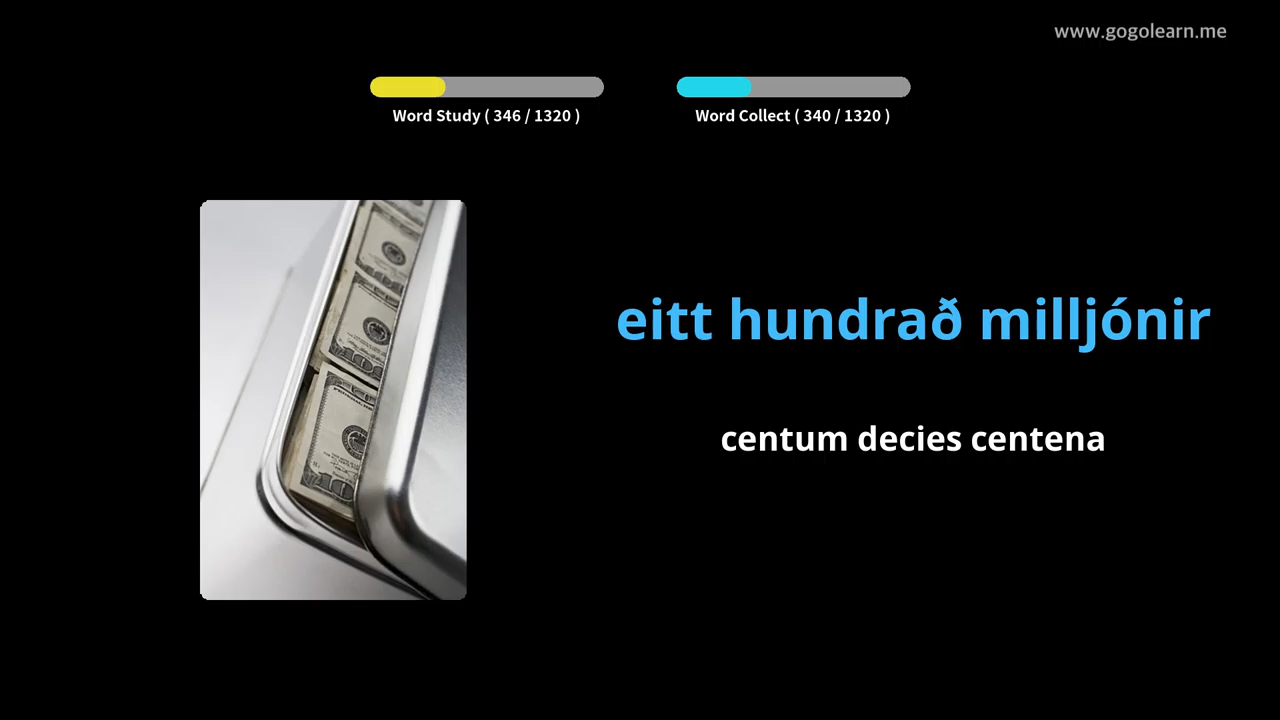 www.gogolearn.me
Word Study ( 346 / 1320 )
Word Collect ( 340 / 1320 )
eitt hundrað milljónir
centum decies centena